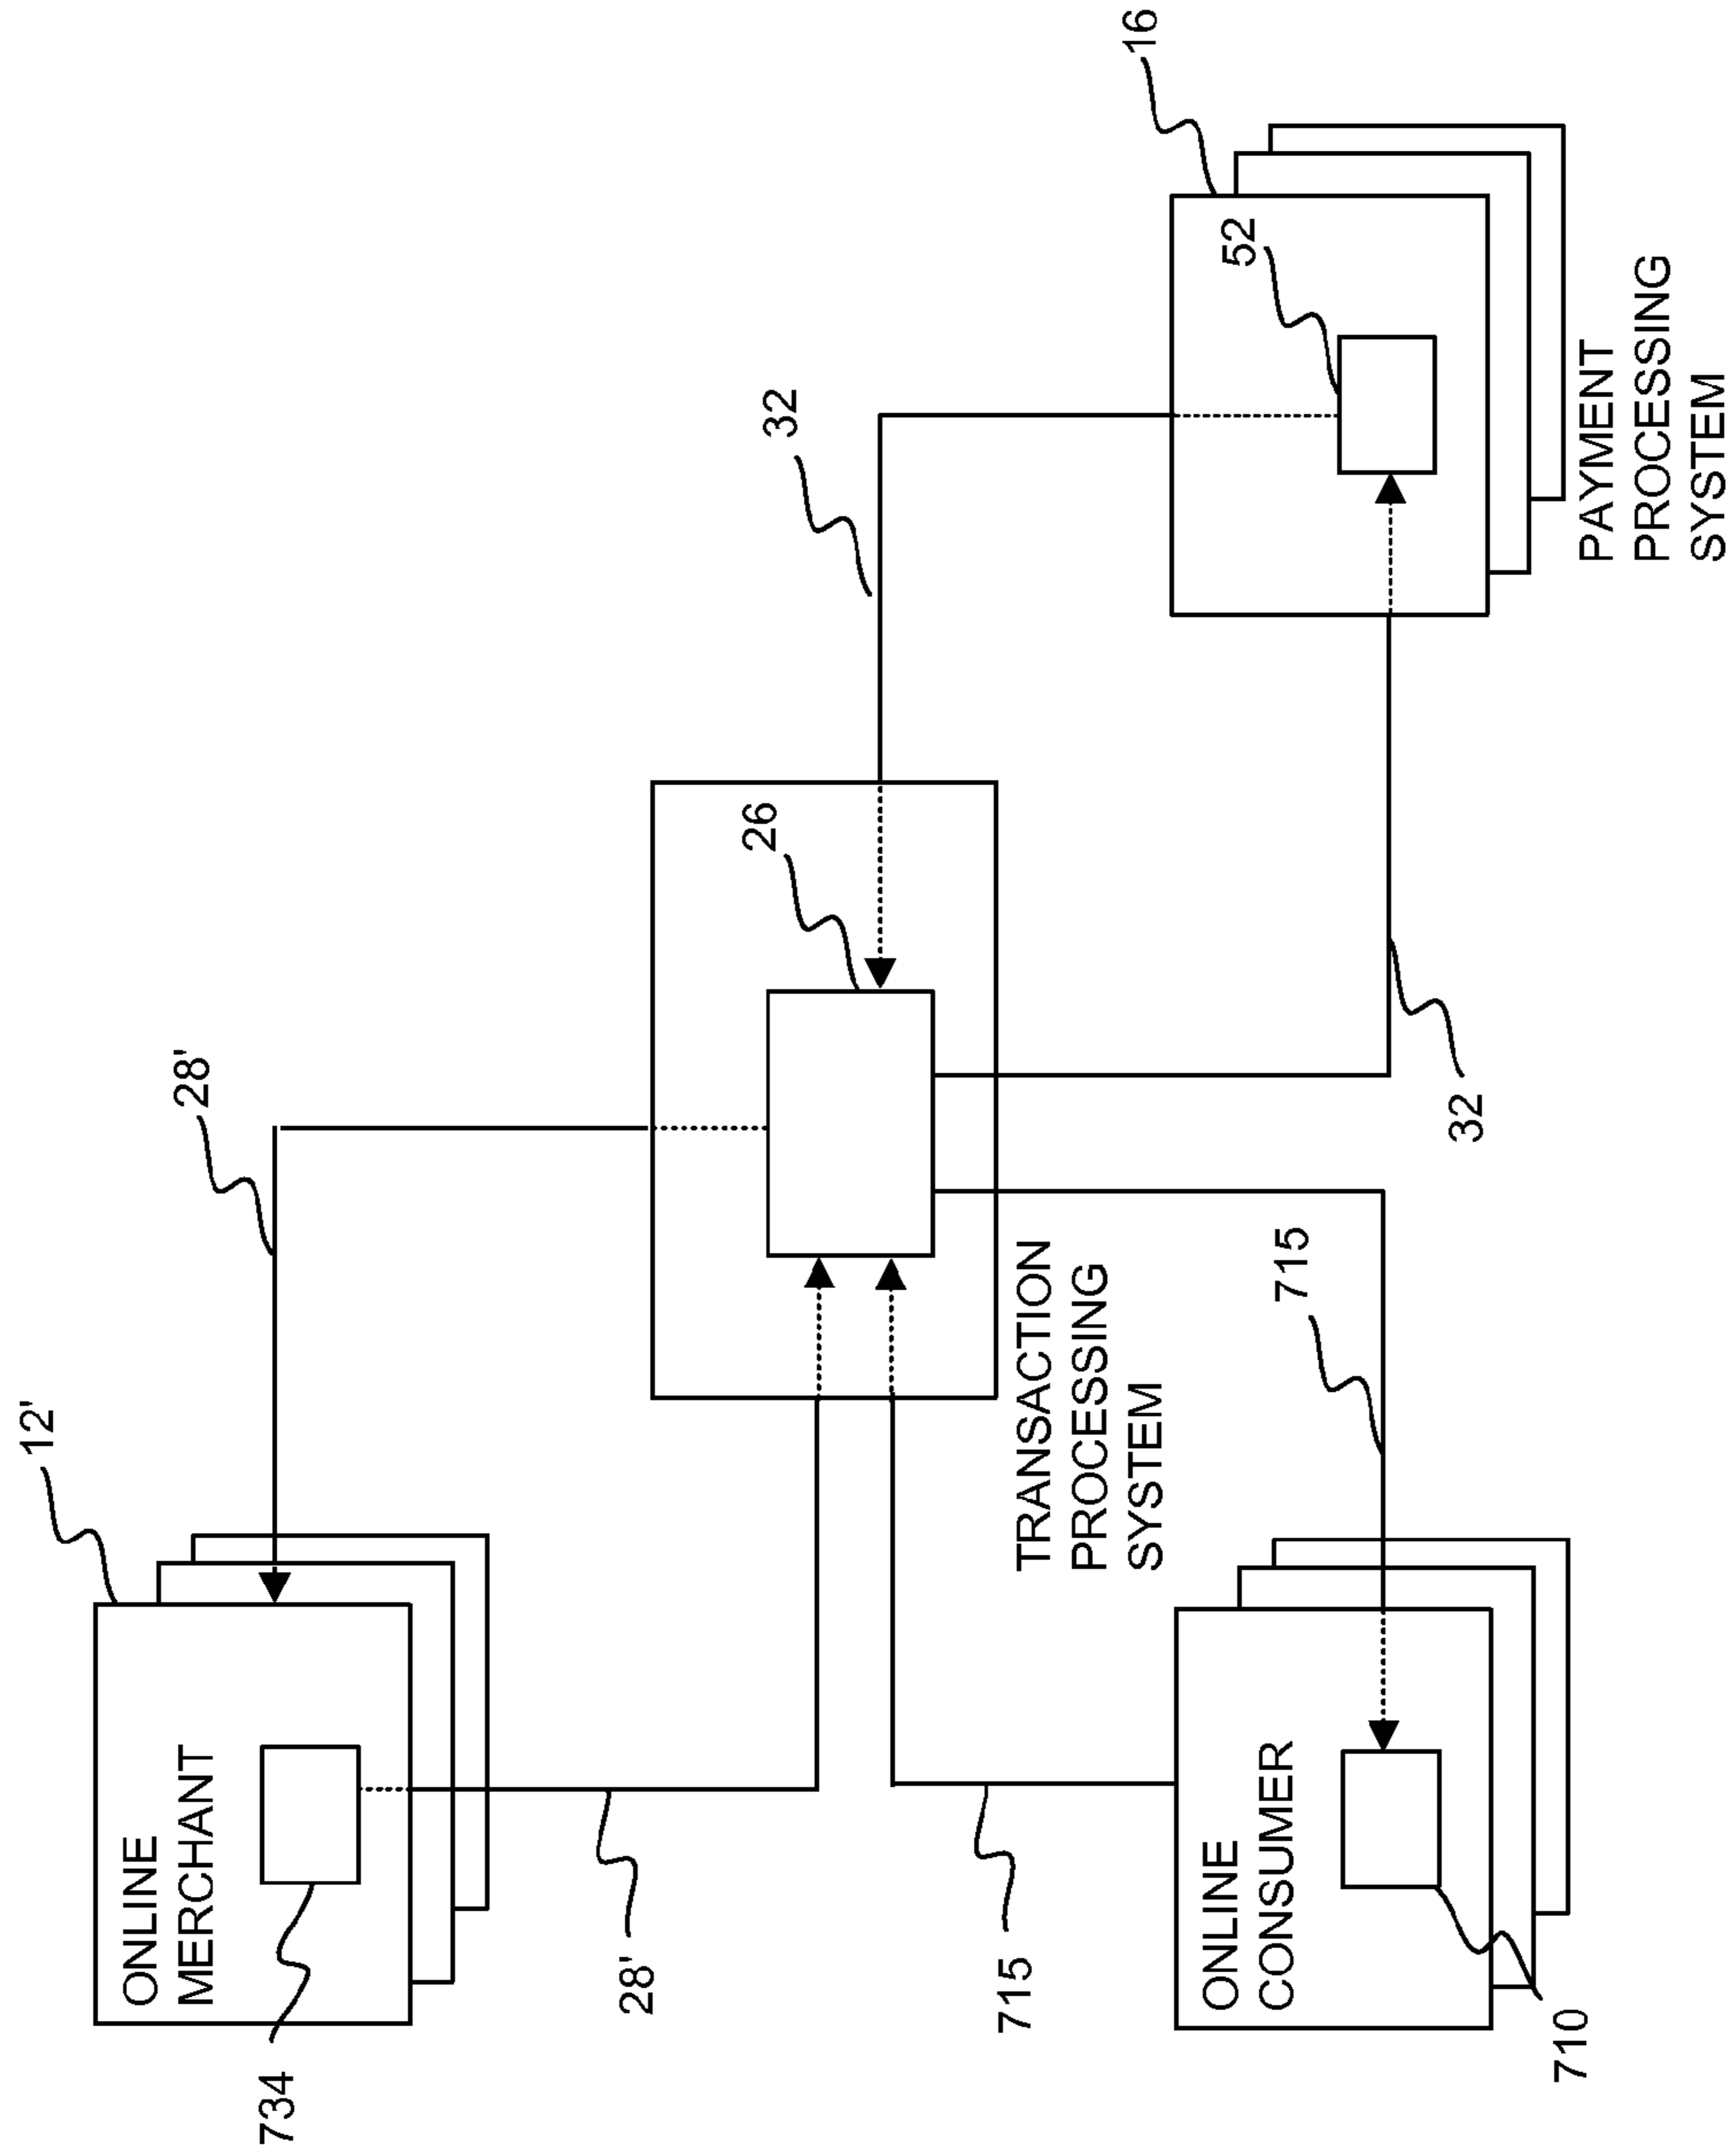 12'
28'
ONLINE
MERCHANT
734
28'
26
32
16
52
TRANSACTION
PROCESSING
SYSTEM
715
715
ONLINE
CONSUMER
710
32
PAYMENT
PROCESSING
SYSTEM